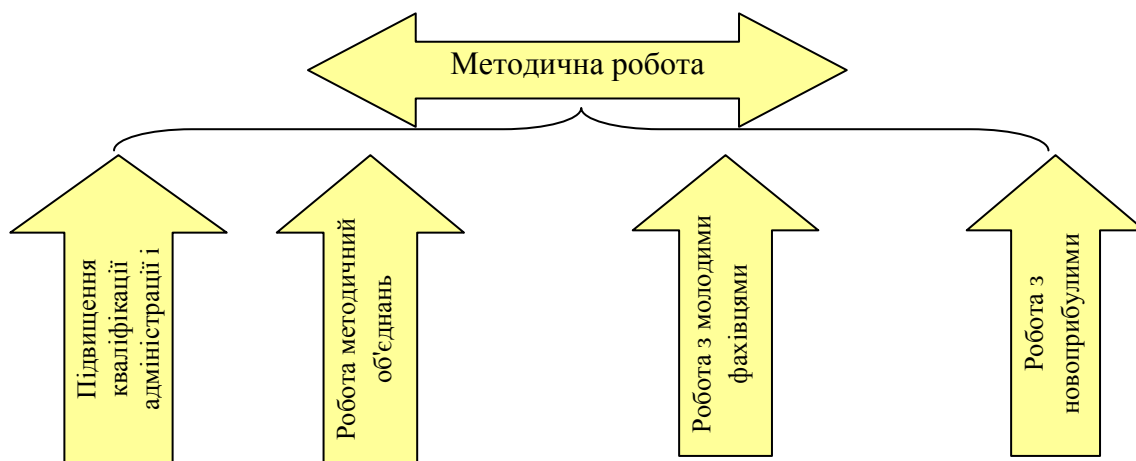 Методична робота
Підвищення
кваліфікації
адміністрації і
Робота методичний
об'єднань
Робота з молодими
фахівцями
Робота з
новоприбулими